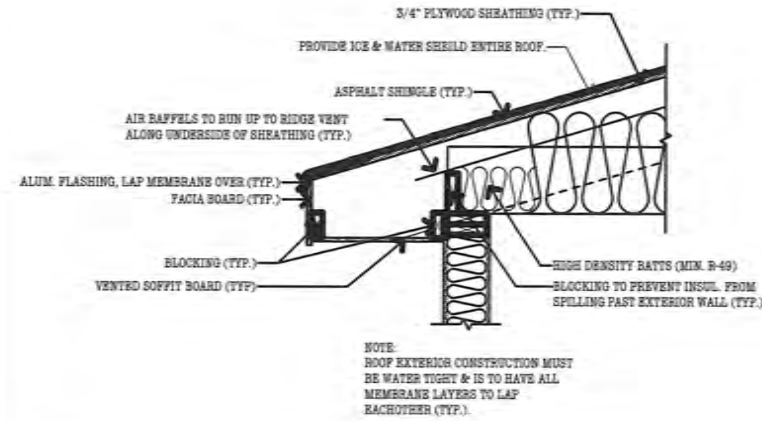 3/4" PLYWOOD SHEATHING (TYP.)
PROVIDE ICE & WATER SHEILD ENTIRE ROOF.
ASPHALT SHINGLE (TYP.)
AIR BAFFELS TO RUN UP TO RIDGE VENT
ALONG UNDERSIDE OF SHEATHING (TYP.)
ALUM. FLASHING, LAP MEMBRANE OVER (TYP.)
FACIA BOARD (TYP.)
BLOCKING (TYP.)
VENTED SOFFIT BOARD (TYP)
HIGH DENSITY BATTS (MIN. R-49)
BLOCKING TO PREVENT INSUL. FROM
SPILLING PAST EXTERIOR WALL (TYP.)
NOTE:
ROOF EXTERIOR CONSTRUCTION MUST
BE WATER TIGHT & IS TO HAVE ALL
MEMBRANE LAYERS TO LAP
EACHOTHER (TYP.)